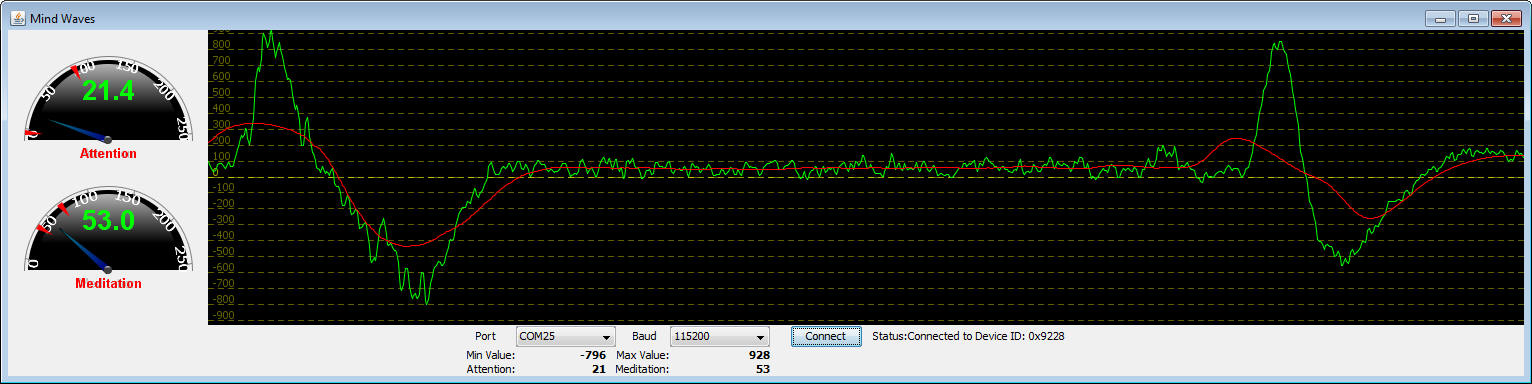 Mind Waves
0 50 100 150 200 250
21.4
Attention
0 50 100 150 200 250
53.0
Meditation
800
700
600
500
400
300
200
100
-100
-200
-300
-400
-500
-600
-700
-800
-900
Port COM25 Baud 115200 Connect Status:Connected to Device ID: 0x9228
Min Value: -796 Max Value: 928
Attention: 21 Meditation: 53